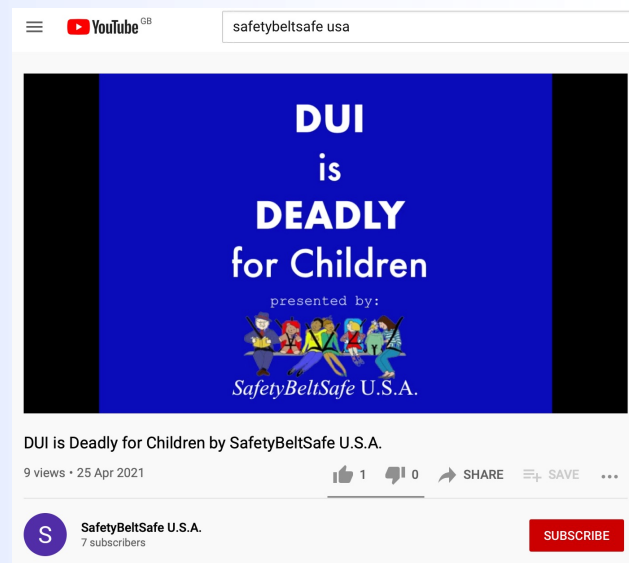 YouTube GB
safetybeltsafe usa
DUI
is
DEADLY
for Children
presented by:
SafetyBeltSafe U.S.A.
DUI is Deadly for Children by SafetyBeltSafe U.S.A.
9 views • 25 Apr 2021
1 0 SHARE SAVE
S
SafetyBeltSafe U.S.A.
7 subscribers
SUBSCRIBE